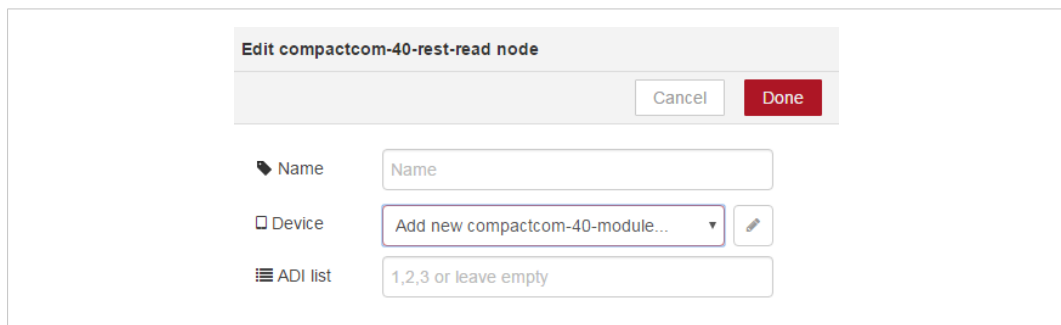 Edit compactcom-40-rest-read node
Cancel Done
Name Name
Device Add new compactcom-40-module...
ADI list 1,2,3 or leave empty